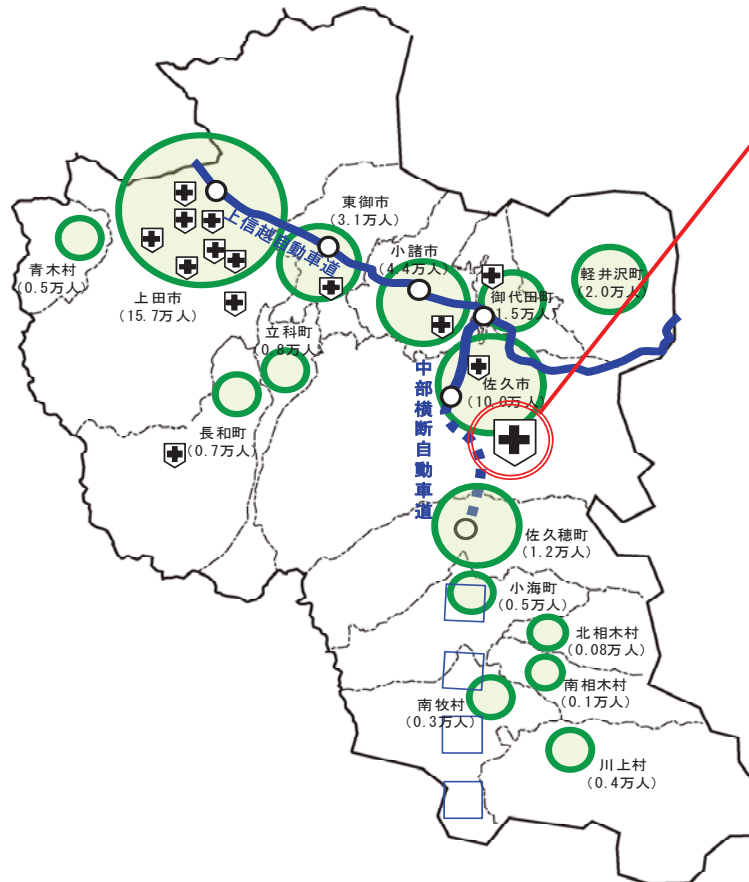 東御市
(3.1万人)
上信越自動車道
小諸市
(4.4万人)
軽井沢町
(2.0万人)
青木村
(0.5万人)
上田市
(15.7万人)
御代田町
(1.5万人)
立科町
(0.8万人)
佐久市
(10.0万人)
中部横断自動車道
長和町
(0.7万人)
佐久穂町
(1.2万人)
小海町
(0.5万人)
北相木村
(0.08万人)
南相木村
(0.1万人)
南牧村
(0.3万人)
川上村
(0.4万人)